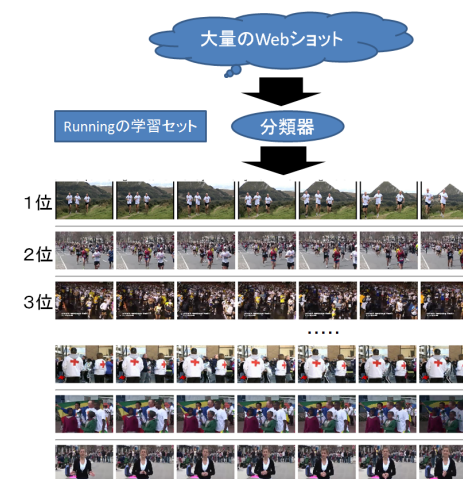 大量のWebショット
Runningの学習セット
分類器
1位
2位
3位
.....